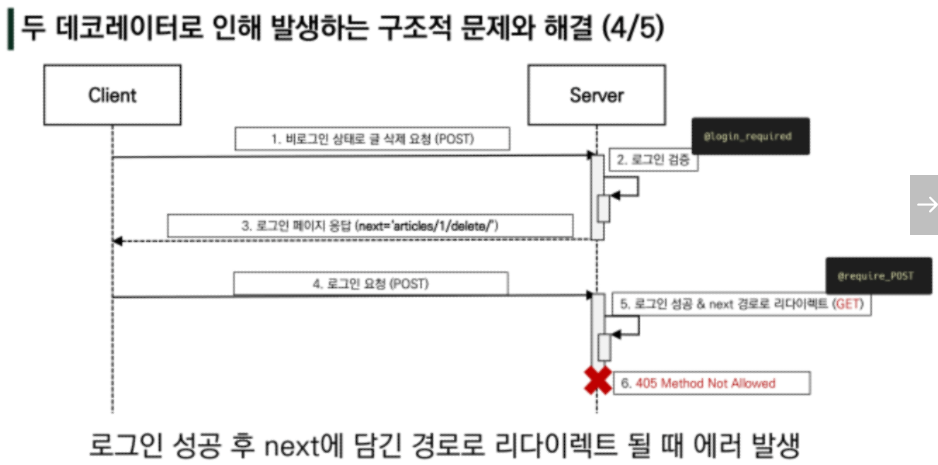 두 데코레이터로 인해 발생하는 구조적 문제와 해결 (4/5)
Client
Server
1. 비로그인 상태로 글 삭제 요청 (POST)
@login_required
2. 로그인 검증
3. 로그인 페이지 응답 (next='articles/1/delete/')
4. 로그인 요청 (POST)
@require_POST
5. 로그인 성공 & next 경로로 리다이렉트 (GET)
6. 405 Method Not Allowed
로그인 성공 후 next에 담긴 경로로 리다이렉트 될 때 에러 발생